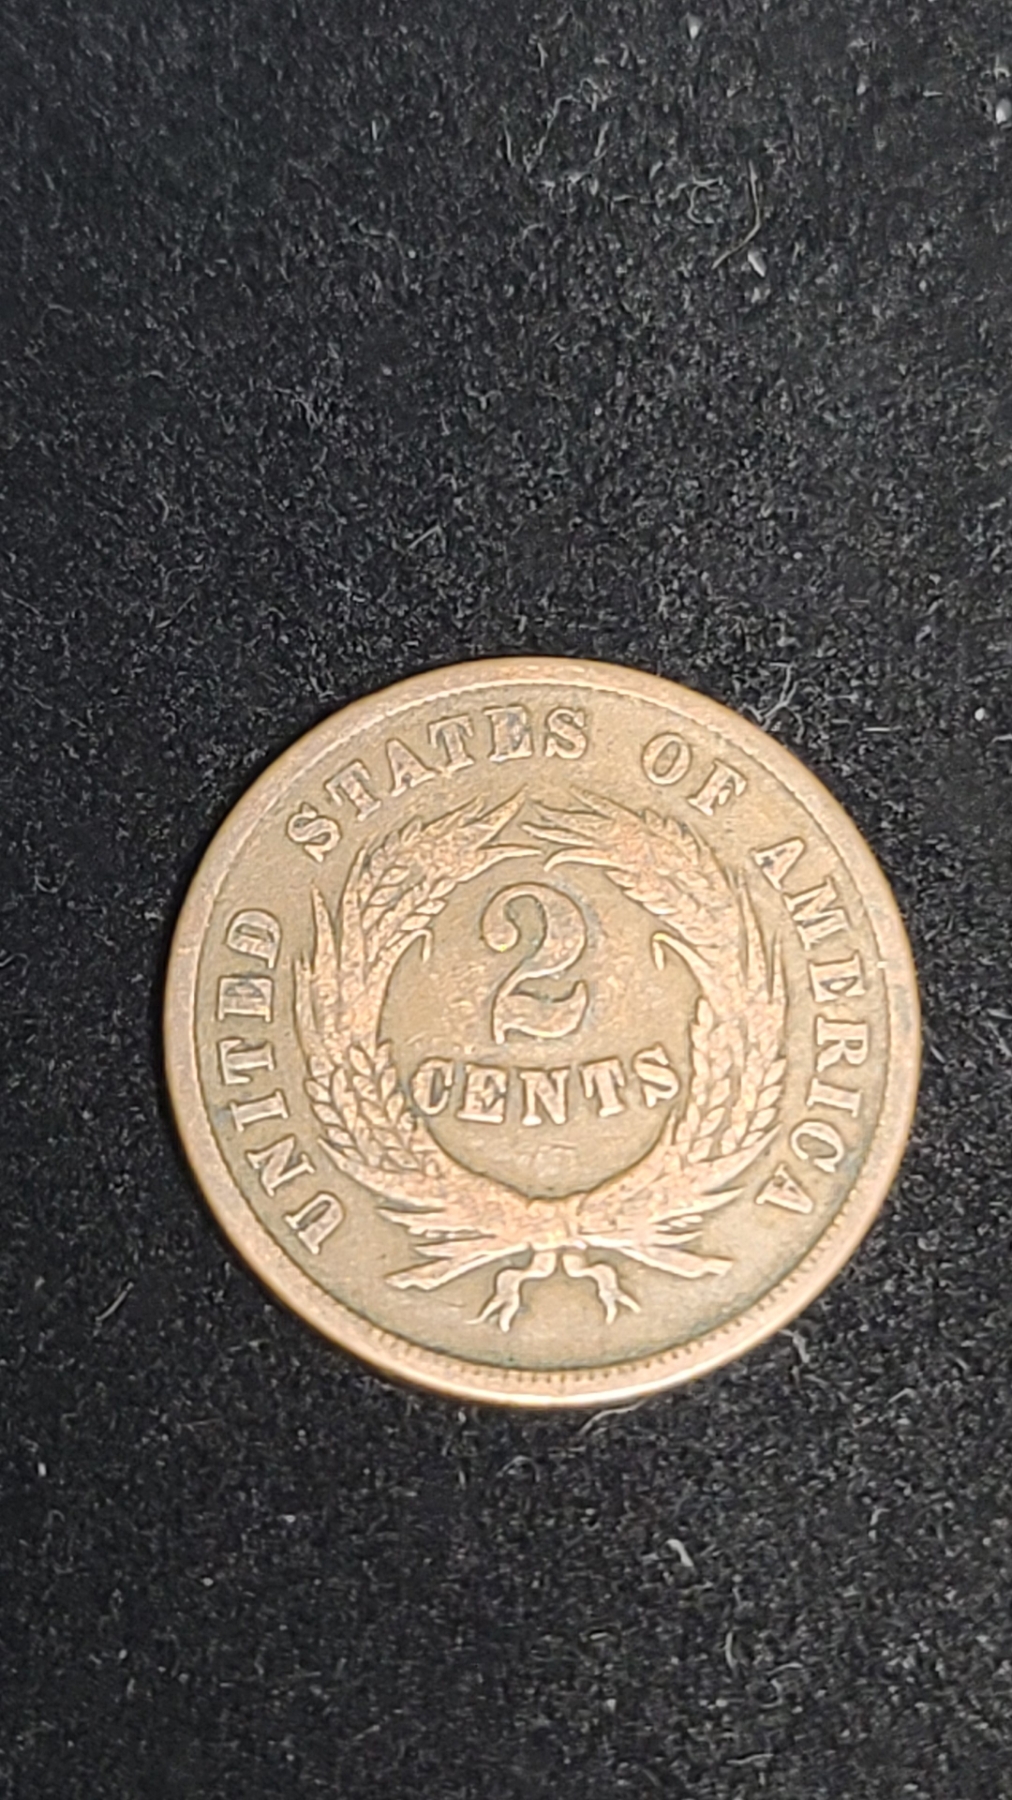 UNITED STATES OF AMERICA
2
CENTS